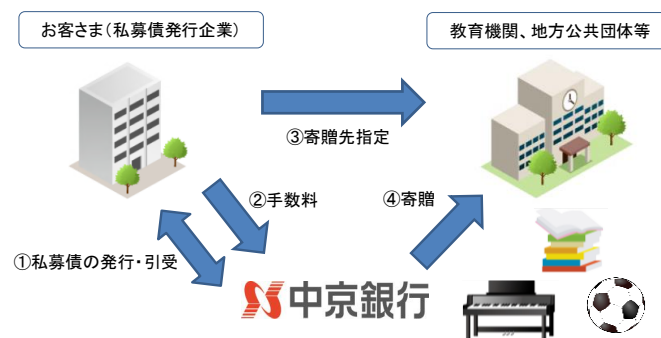 お客さま(私募債発行企業)
教育機関、地方公共団体等
③寄贈先指定
②手数料
④寄贈
①私募債の発行・引受
中京銀行